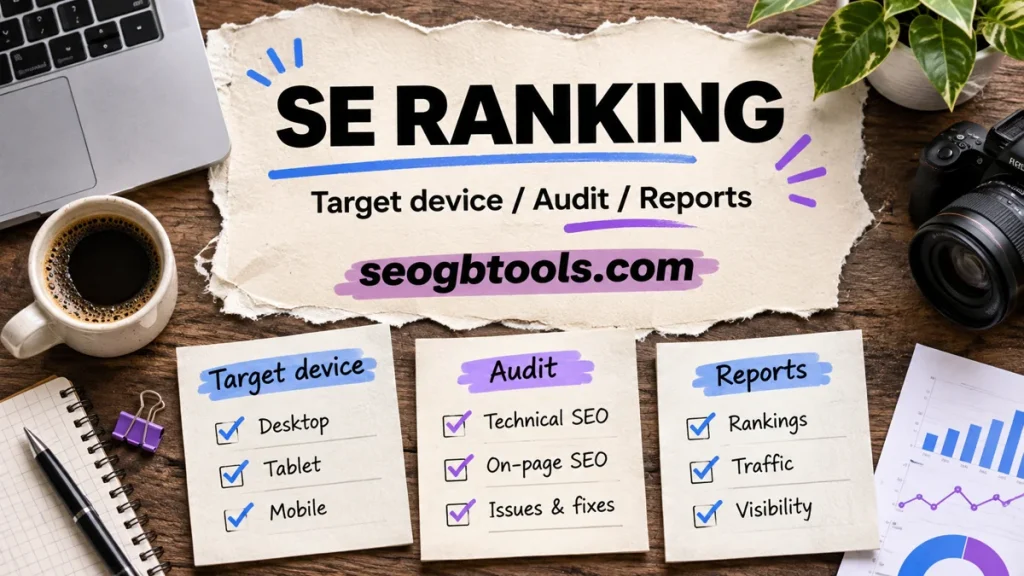 SE RANKING
Target device / Audit / Reports
seogbtools.com
Target device
Desktop
Tablet
Mobile
Audit
Technical SEO
On-page SEO
Issues & fixes
Reports
Rankings
Traffic
Visibility